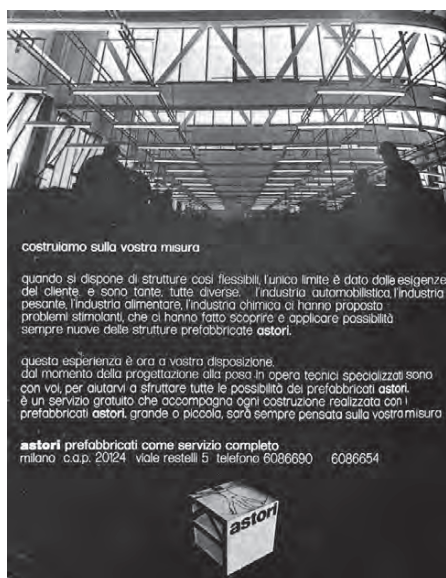 costruiamo sulla vostra misura
quando si dispone di strutture così flessibili, l'unico limite è dato dalle esigenze
del cliente. e sono tante. tutte diverse. l'industria automobilistica, l'industria
pesante, l'industria alimentare, l'industria chimica ci hanno proposto
problemi stimolanti, che ci hanno fatto scoprire e applicare possibilità
sempre nuove delle strutture prefabbricate astori.
questa esperienza è ora a vostra disposizione.
dal momento della progettazione alla posa in opera tecnici specializzati sono
con voi, per aiutarvi a sfruttare tutte le possibilità dei prefabbricati astori.
è un servizio gratuito che accompagna ogni costruzione realizzata con i
prefabbricati astori. grande o piccola, sarà sempre pensata sulla vostra misura
astori prefabbricati come servizio completo
milano c.a.p. 20124 viale restelli 5 telefono 6086690 6086654
astori